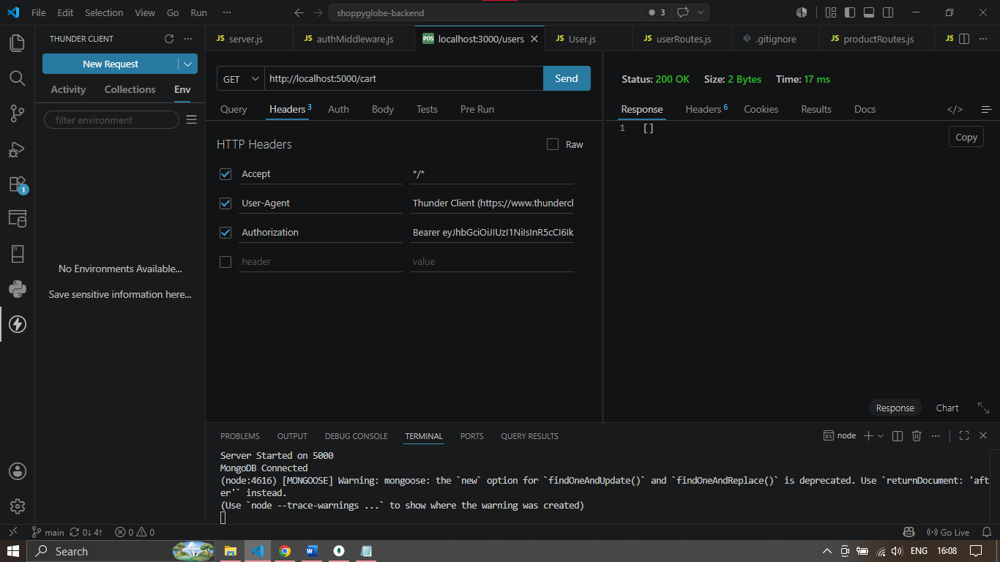 File Edit Selection View Go Run ···
shoppyglobe-backend
3
THUNDER CLIENT
New Request
Activity Collections Env
filter environment
No Environments Available...
Save sensitive information here...
1
JS server.js
JS authMiddleware.js
POS localhost:3000/users
JS User.js
JS userRoutes.js
.gitignore
JS productRoutes.js
JS
GET http://localhost:5000/cart Send
Query Headers 3 Auth Body Tests Pre Run
HTTP Headers Raw
Accept */*
User-Agent Thunder Client (https://www.thundercl
Authorization Bearer eyJhbGciOiJIUzI1NiIsInR5cCI6Ik
header value
Status: 200 OK Size: 2 Bytes Time: 17 ms
Response Headers 6 Cookies Results Docs </>
1 []
Copy
Response Chart
PROBLEMS OUTPUT DEBUG CONSOLE TERMINAL PORTS QUERY RESULTS
node
Server Started on 5000
MongoDB Connected
(node:4616) [MONGOOSE] Warning: mongoose: the `new` option for `findOneAndUpdate()` and `findOneAndReplace()` is deprecated. Use `returnDocument: 'aft
er'` instead.
(Use `node --trace-warnings ...` to show where the warning was created)
main 0↓ 4↑ 0 0
Go Live
Search
ENG 16:08